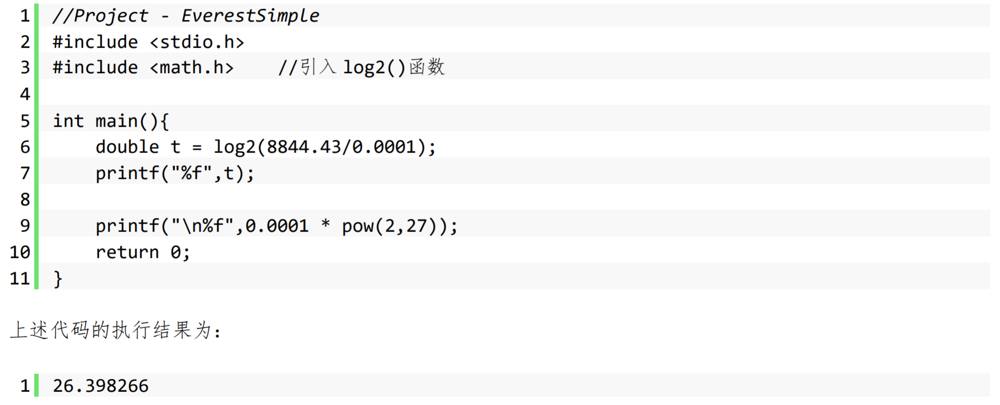 1 //Project - EverestSimple
2 #include <stdio.h>
3 #include <math.h>    //引入 log2()函数
4
5 int main(){
6     double t = log2(8844.43/0.0001);
7     printf("%f",t);
8
9     printf("\n%f",0.0001 * pow(2,27));
10     return 0;
11 }
上述代码的执行结果为：
1 26.398266